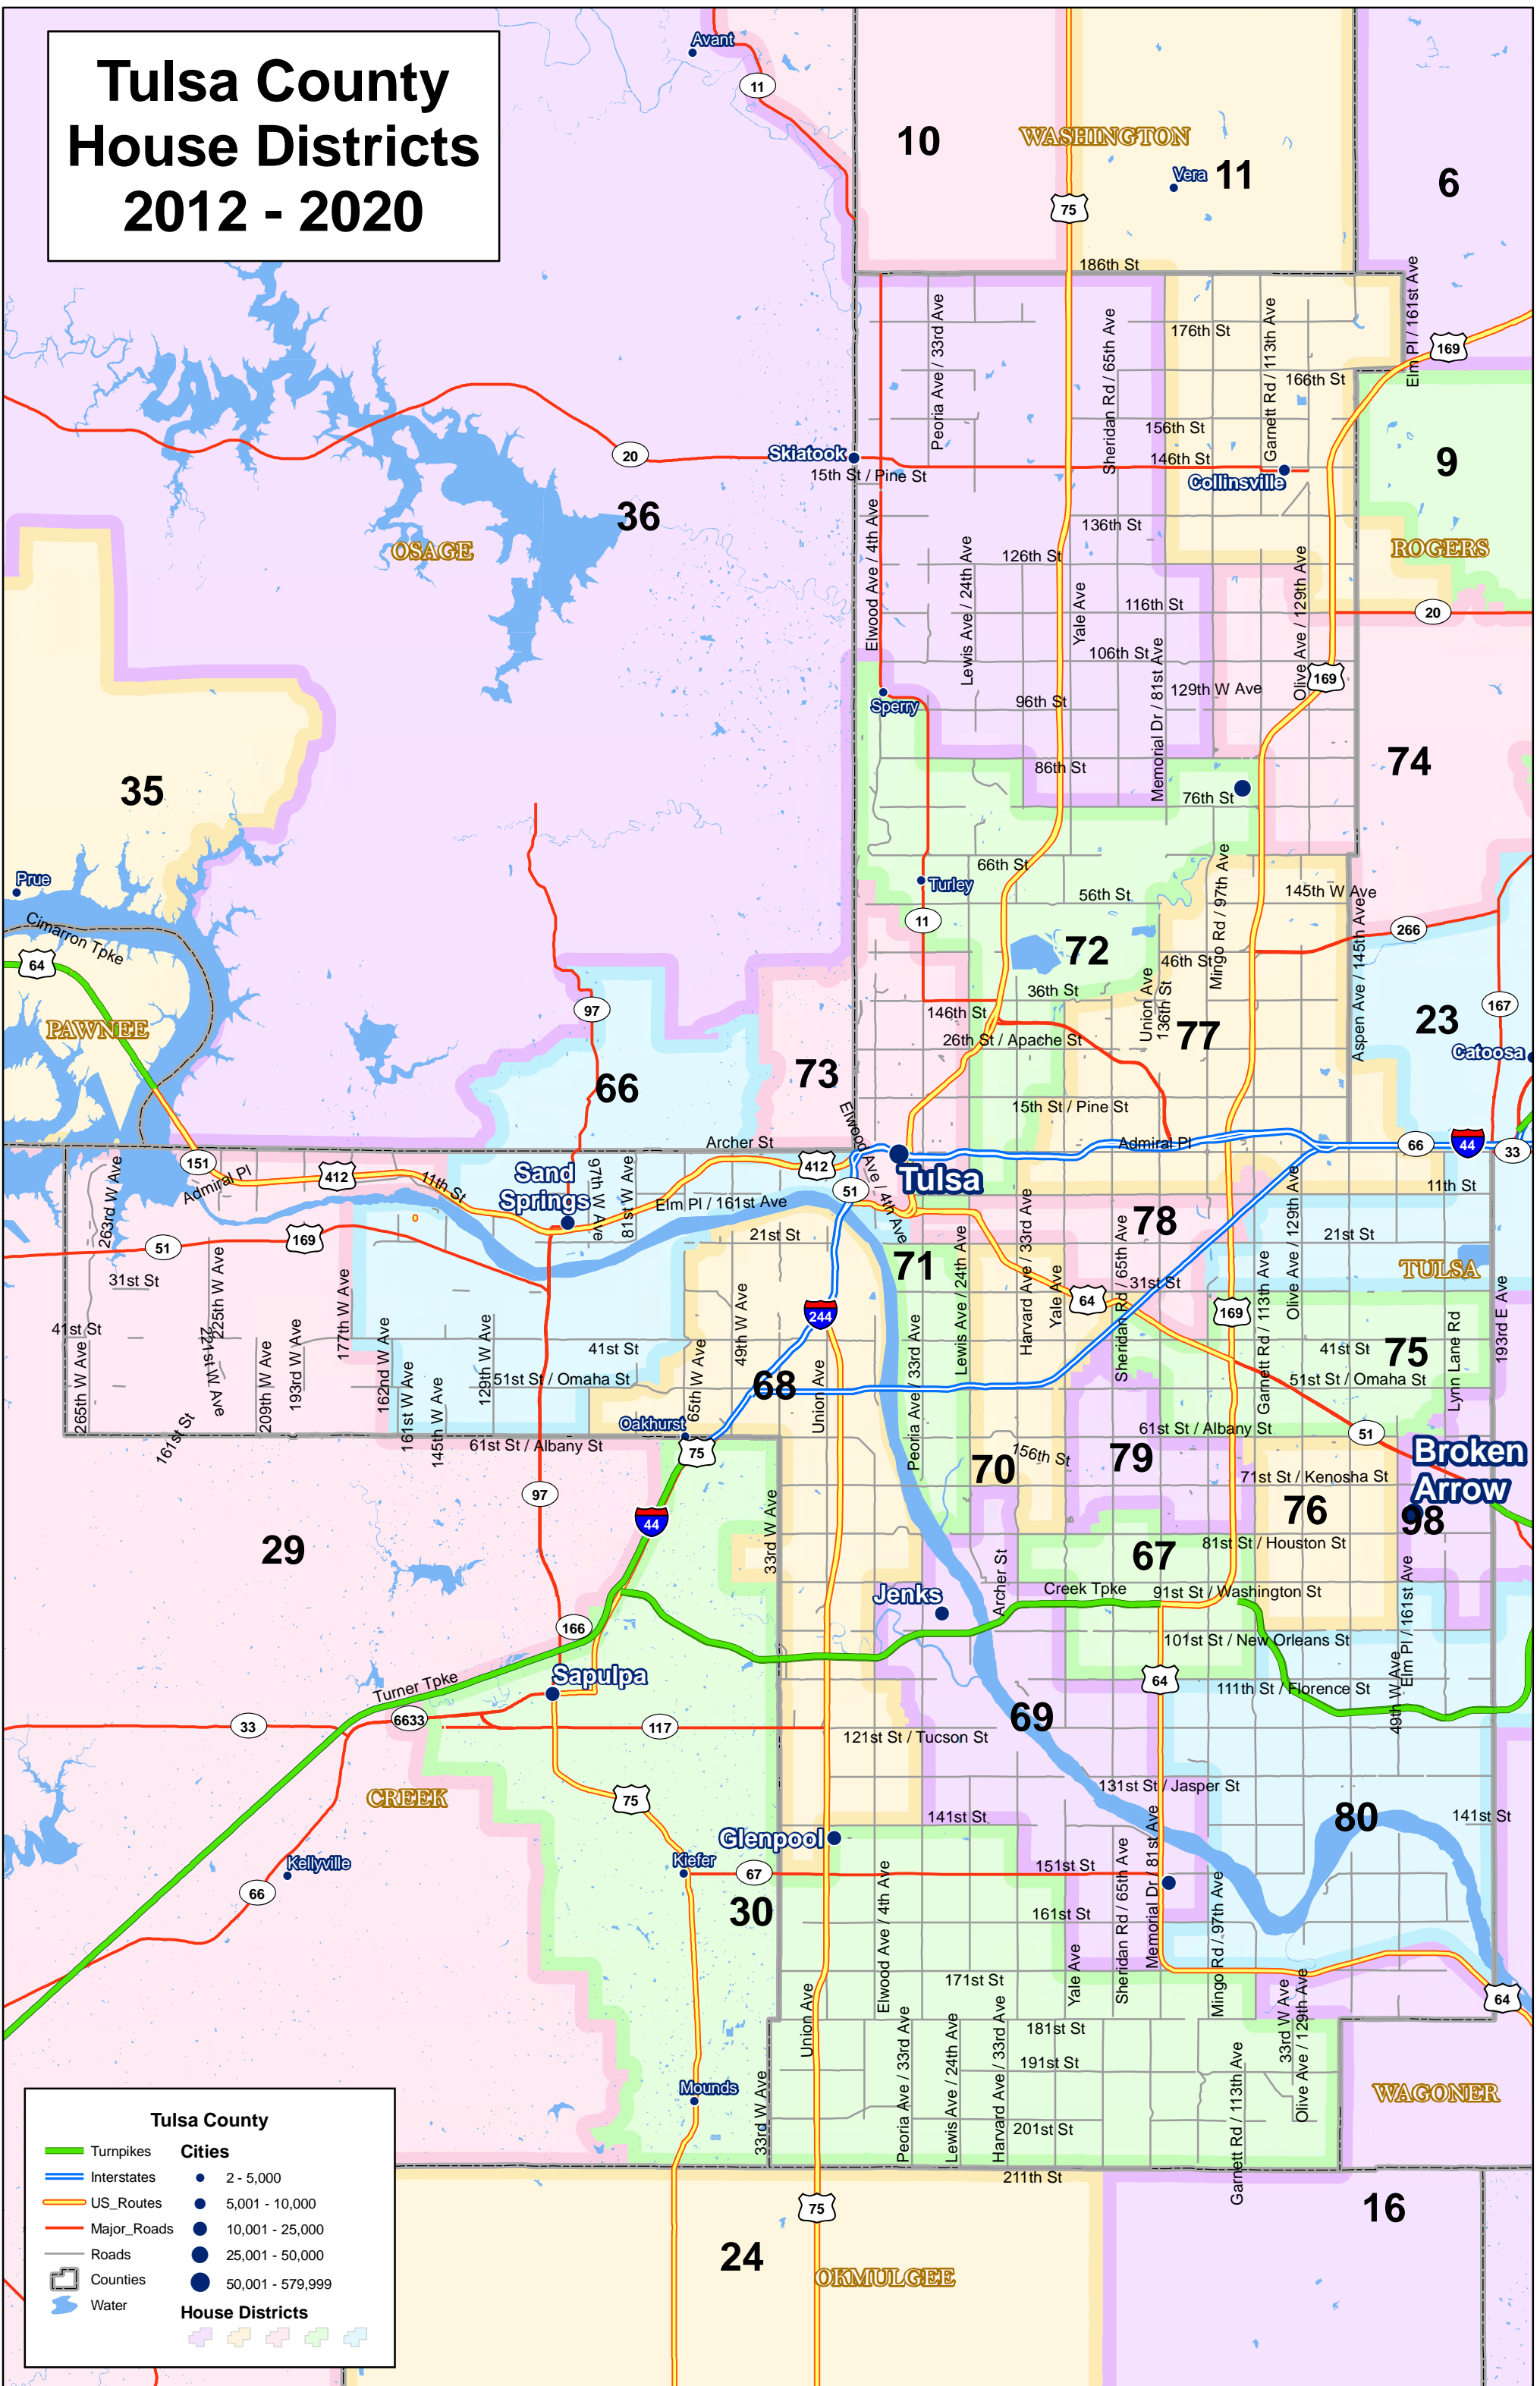 Tulsa County
House Districts
2012 - 2020
Avant
11
10
WASHINGTON
Vera
11
6
75
186th St
Elm Pl / 161st Ave
169
Peoria Ave / 33rd Ave
Sheridan Rd / 65th Ave
176th St
Garnett Rd / 113th Ave
166th St
156th St
146th St
Skiatook
20
15th St / Pine St
Collinsville
9
36
OSAGE
136th St
ROGERS
126th St
Elwood Ave / 4th Ave
Lewis Ave / 24th Ave
Yale Ave
Olive Ave / 129th Ave
116th St
20
106th St
Memorial Dr / 81st Ave
129th W Ave
169
96th St
Sperry
35
86th St
76th St
74
Prue
66th St
Turley
56th St
Mingo Rd / 97th Ave
145th W Ave
Aspen Ave / 145th Ave
11
266
Cimarron Tpke
64
72
46th St
36th St
Union Ave
136th St
PAWNEE
97
146th St
77
23
167
26th St / Apache St
Catoosa
66
73
15th St / Pine St
Elwood Ave / 4th Ave
Archer St
Admiral Pl
66
44
33
151
412
412
Admiral Pl
11th St
263rd W Ave
Sand
Springs
97th W Ave
81st W Ave
Elm Pl / 161st Ave
51
Tulsa
11th St
51
169
21st St
71
78
21st St
TULSA
31st St
225th W Ave
177th W Ave
Lewis Ave / 24th Ave
Harvard Ave / 33rd Ave
Yale Ave
Sheridan Rd / 65th Ave
31st St
Garnett Rd / 113th Ave
Olive Ave / 129th Ave
193rd E Ave
64
169
244
41st St
265th W Ave
221st W Ave
209th W Ave
193rd W Ave
162nd W Ave
161st W Ave
145th W Ave
129th W Ave
41st St
49th W Ave
65th W Ave
Union Ave
Peoria Ave / 33rd Ave
41st St
75
Lynn Lane Rd
51st St / Omaha St
68
51st St / Omaha St
Oakhurst
161st St
61st St / Albany St
75
61st St / Albany St
51
70
156th St
79
Broken
Arrow
71st St / Kenosha St
97
33rd W Ave
44
76
98
29
67
81st St / Houston St
Jenks
Archer St
Creek Tpke
91st St / Washington St
Elm Pl / 161st Ave
166
101st St / New Orleans St
49th W Ave
Sapulpa
Turner Tpke
64
111th St / Florence St
33
6633
117
69
121st St / Tucson St
CREEK
75
131st St / Jasper St
141st St
80
141st St
Glenpool
Kellyville
Kiefer
67
151st St
66
30
Elwood Ave / 4th Ave
161st St
Yale Ave
Sheridan Rd / 65th Ave
Memorial Dr / 81st Ave
Mingo Rd / 97th Ave
171st St
64
Union Ave
33rd W Ave
Olive Ave / 129th Ave
181st St
191st St
Peoria Ave / 33rd Ave
Lewis Ave / 24th Ave
Harvard Ave / 33rd Ave
Garnett Rd / 113th Ave
WAGONER
Mounds
33rd W Ave
201st St
211th St
75
16
24
OKMULGEE
Tulsa County
Turnpikes
Interstates
US_Routes
Major_Roads
Roads
Counties
Water
Cities
2 - 5,000
5,001 - 10,000
10,001 - 25,000
25,001 - 50,000
50,001 - 579,999
House Districts